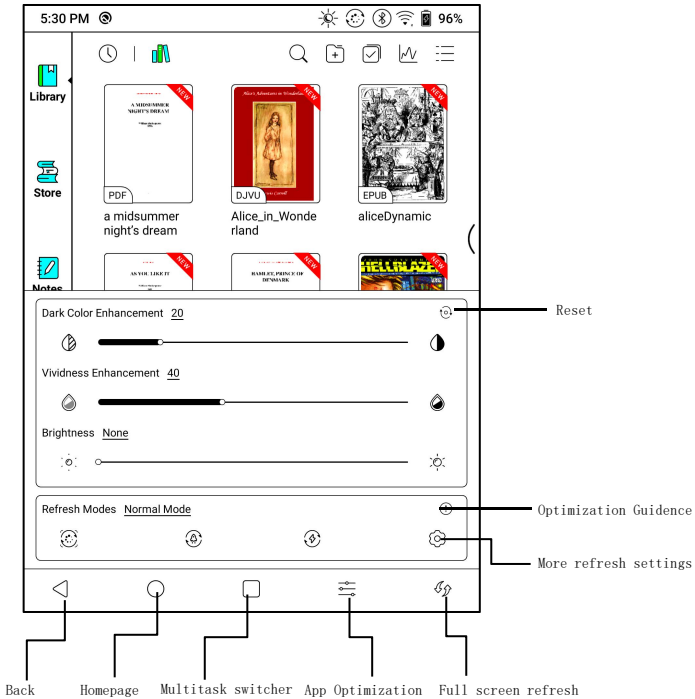 5:30 PM 96%
Library
Store
Notes
NEW
A MIDSUMMER
NIGHT'S DREAM
PDF
a midsummer
night's dream
NEW
Alice's Adventures in Wonderland
Lewis Carroll
DJVU
Alice_in_Wonde
rland
NEW
EPUB
aliceDynamic
NEW
AS YOU LIKE IT
NEW
HAMLET, PRINCE OF
DENMARK
NEW
HELLBLAZER
Dark Color Enhancement 20
Reset
Vividness Enhancement 40
Brightness None
Refresh Modes Normal Mode
Optimization Guidence
More refresh settings
Back Homepage Multitask switcher App Optimization Full screen refresh